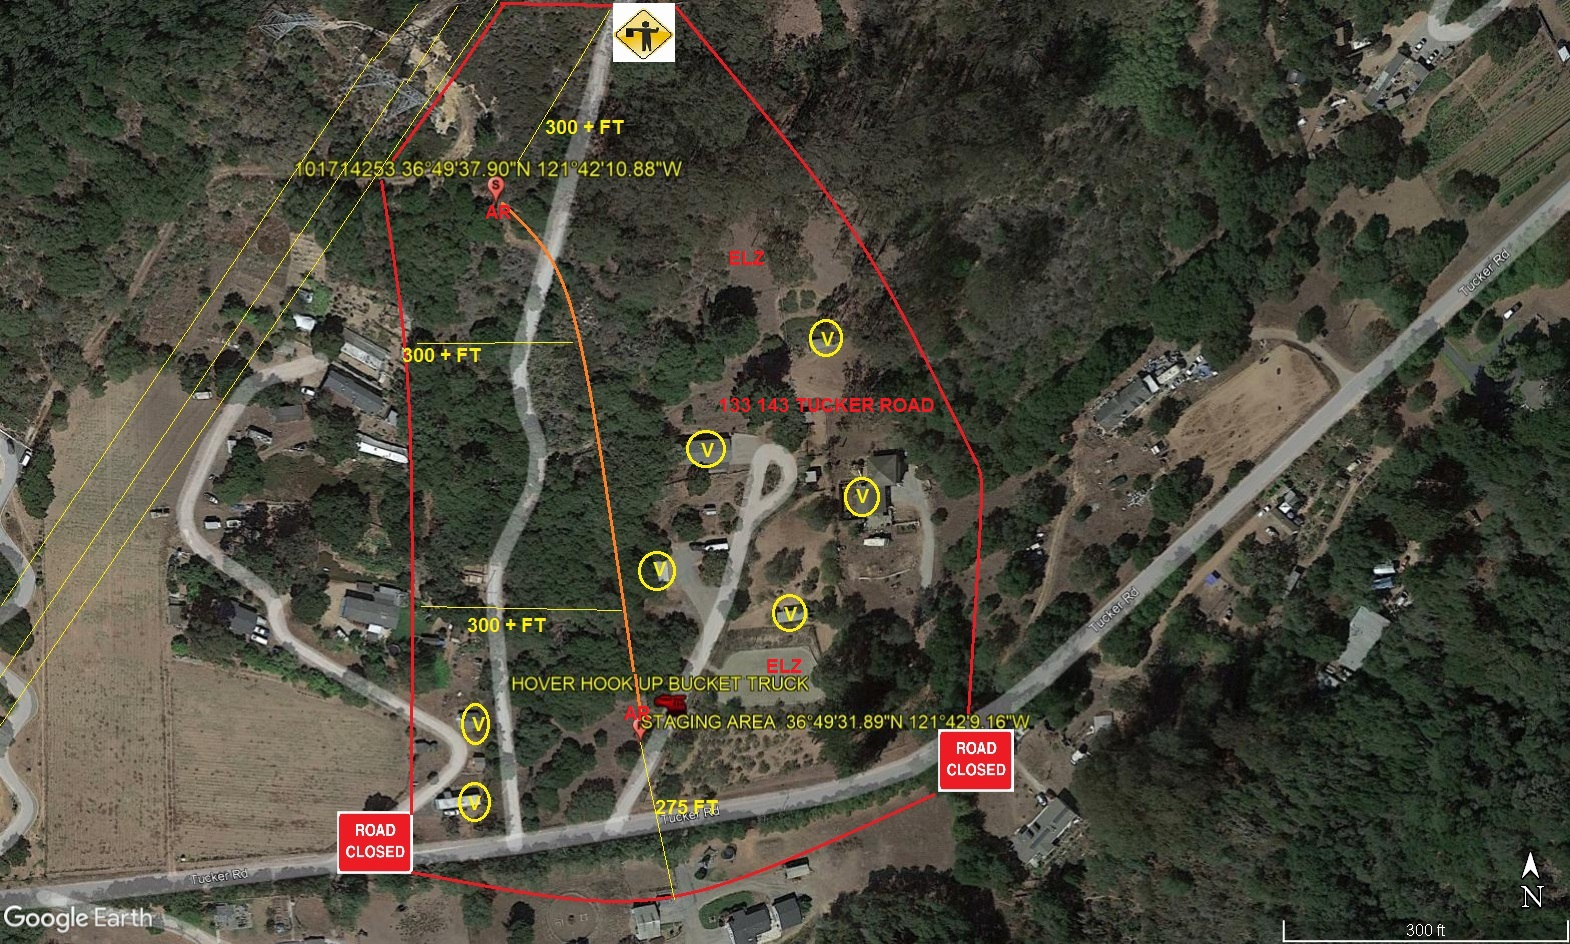 300 + FT
101714253 36°49'37.90"N 121°42'10.88"W
S
AR
ELZ
Tucker Rd
V
300 + FT
133 143 TUCKER ROAD
V
V
V
Tucker Rd
V
300 + FT
ELZ
HOVER HOOK UP BUCKET TRUCK
AR
STAGING AREA 36°49'31.89"N 121°42'9.16"W
V
ROAD
CLOSED
V
275 FT
Tucker Rd
ROAD
CLOSED
Tucker Rd
N
Google Earth
300 ft